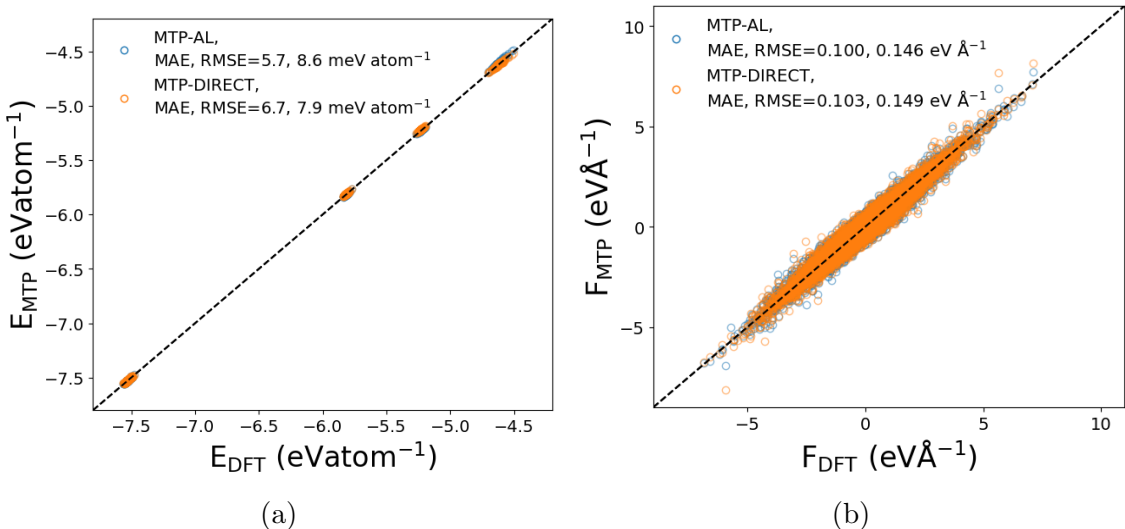 MTP-AL,
MAE, RMSE=5.7, 8.6 meV atom⁻¹
MTP-DIRECT,
MAE, RMSE=6.7, 7.9 meV atom⁻¹
−4.5
−5.0
−5.5
−6.0
−6.5
−7.0
−7.5
E_MTP (eVatom⁻¹)
−7.5 −7.0 −6.5 −6.0 −5.5 −5.0 −4.5
E_DFT (eVatom⁻¹)
(a)
MTP-AL,
MAE, RMSE=0.100, 0.146 eV Å⁻¹
MTP-DIRECT,
MAE, RMSE=0.103, 0.149 eV Å⁻¹
10
5
0
−5
F_MTP (eVÅ⁻¹)
−5 0 5 10
F_DFT (eVÅ⁻¹)
(b)